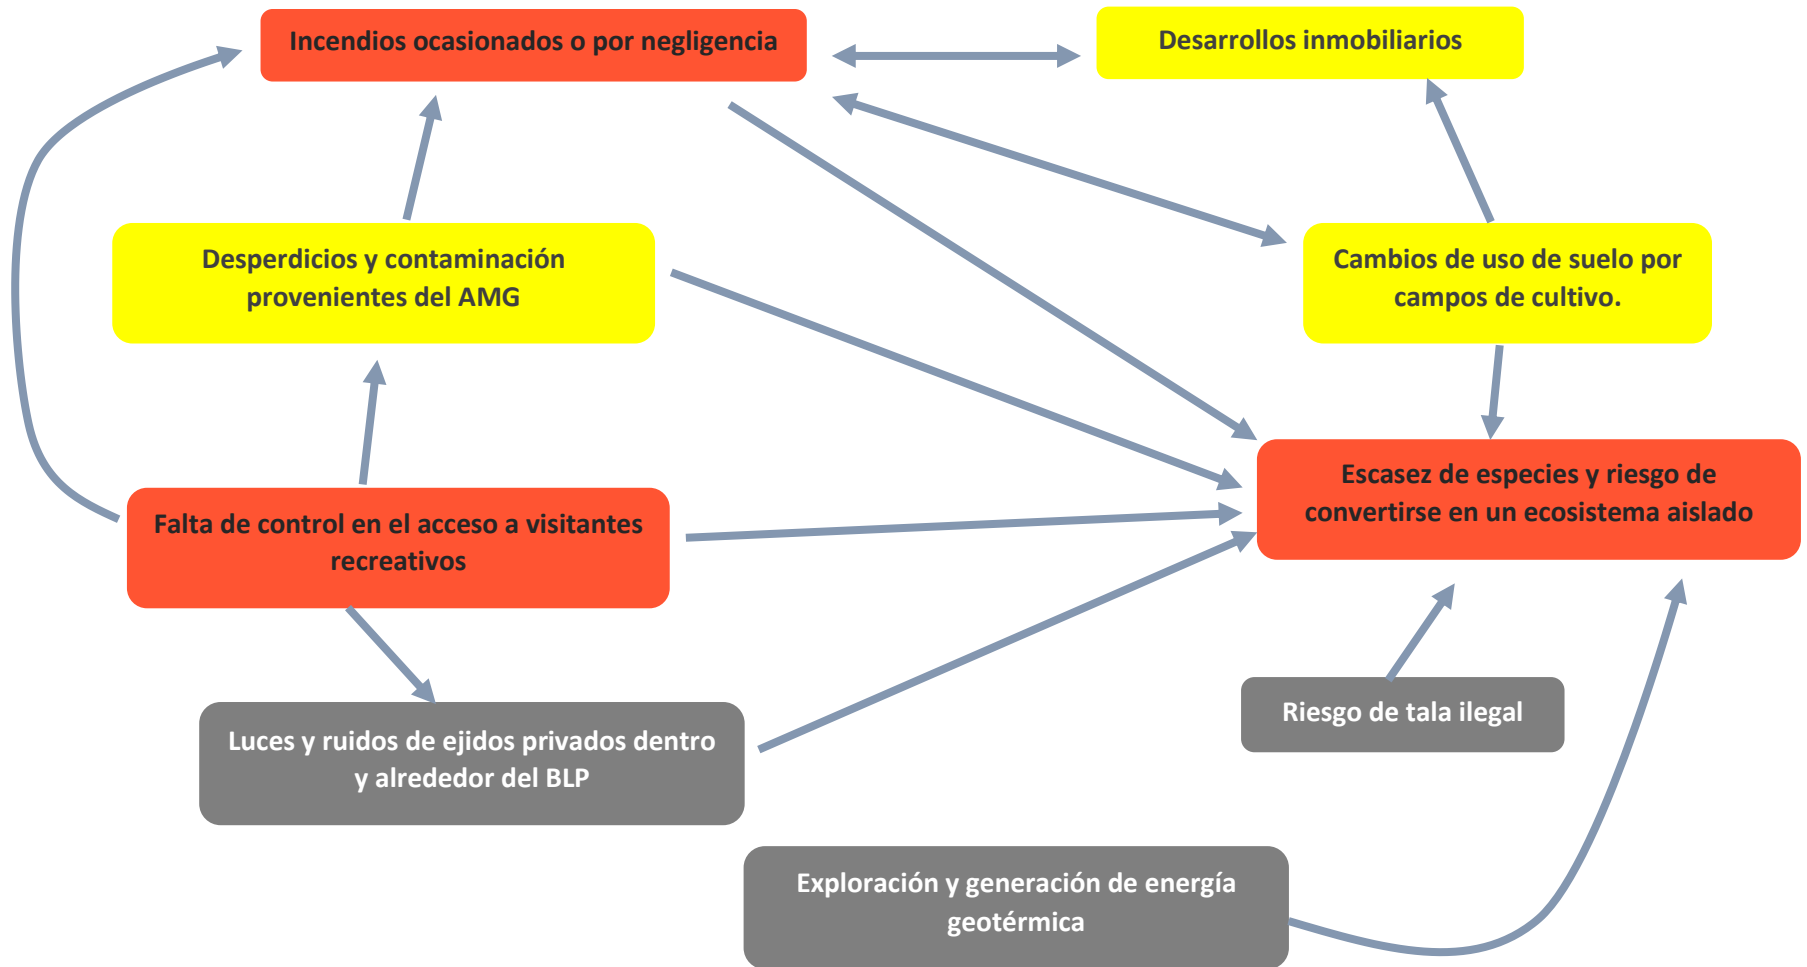 Incendios ocasionados o por negligencia
Desarrollos inmobiliarios
Desperdicios y contaminación
provenientes del AMG
Cambios de uso de suelo por
campos de cultivo.
Escasez de especies y riesgo de
convertirse en un ecosistema aislado
Falta de control en el acceso a visitantes
recreativos
Riesgo de tala ilegal
Luces y ruidos de ejidos privados dentro
y alrededor del BLP
Exploración y generación de energía
geotérmica